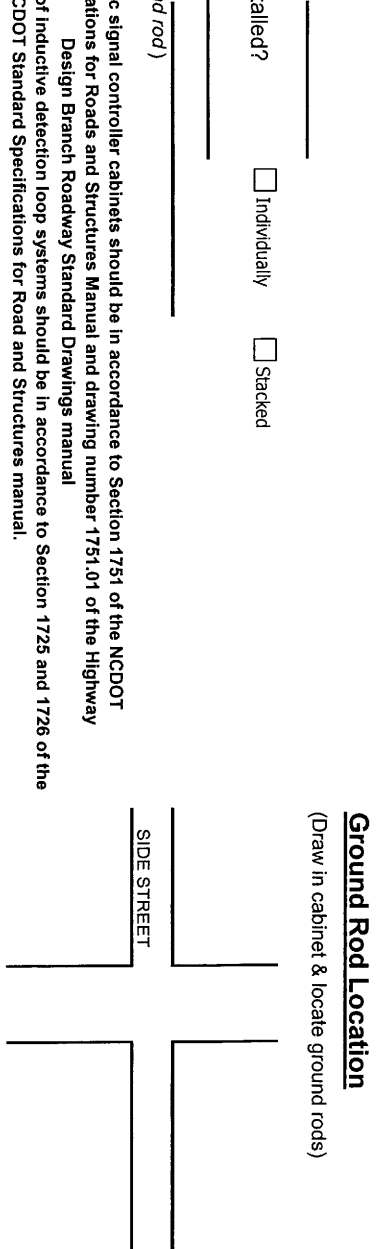 alled?
Individually
Stacked
nd rod)
c signal controller cabinets should be in accordance to Section 1751 of the NCDOT
ations for Roads and Structures Manual and drawing number 1751.01 of the Highway
Design Branch Roadway Standard Drawings manual
of inductive detection loop systems should be in accordance to Section 1725 and 1726 of the
CDOT Standard Specifications for Road and Structures manual.
Ground Rod Location
(Draw in cabinet & locate ground rods)
SIDE STREET